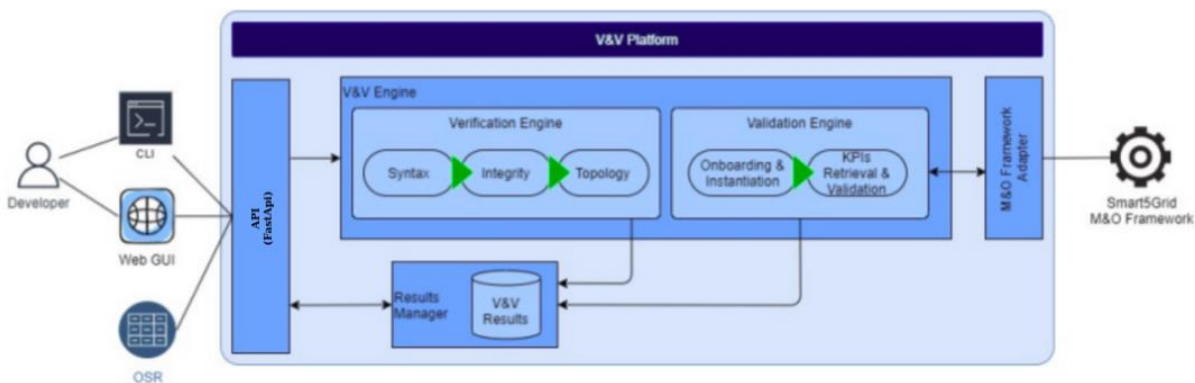 V&V Platform
V&V Engine
Verification Engine
Validation Engine
Syntax
Integrity
Topology
Onboarding &
Instantiation
KPIs
Retrieval &
Validation
API
(FastApi)
M&O Framework
Adapter
CLI
Developer
Web GUI
OSR
Smart5Grid
M&O Framework
Results
Manager
V&V
Results